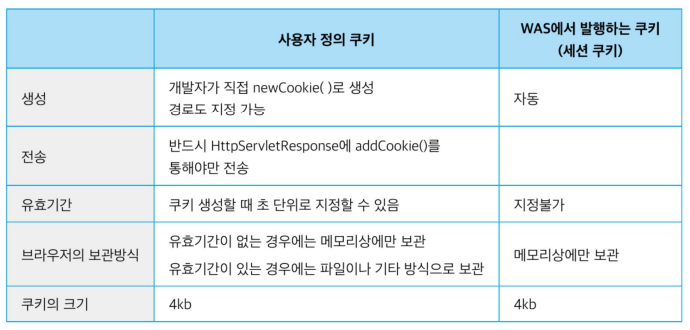 사용자 정의 쿠키
WAS에서 발행하는 쿠키
(세션 쿠키)
생성
개발자가 직접 newCookie( )로 생성
경로도 지정 가능
자동
전송
반드시 HttpServletResponse에 addCookie()를
통해야만 전송
유효기간
쿠키 생성할 때 초 단위로 지정할 수 있음
지정불가
브라우저의 보관방식
유효기간이 없는 경우에는 메모리상에만 보관
유효기간이 있는 경우에는 파일이나 기타 방식으로 보관
메모리상에만 보관
쿠키의 크기
4kb
4kb